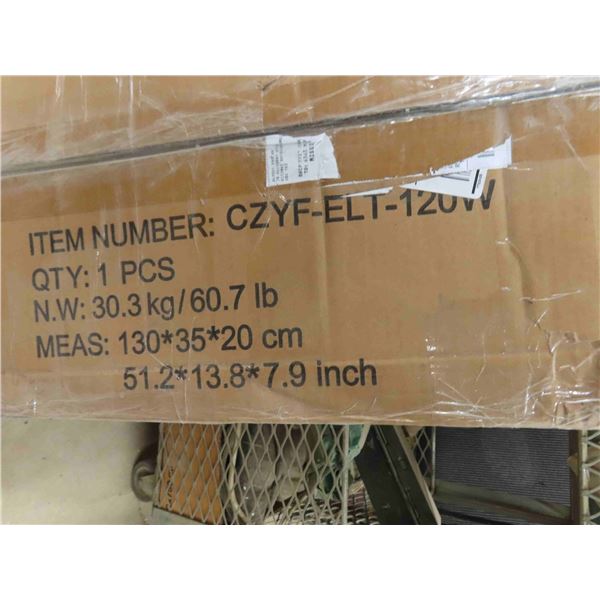 ITEM NUMBER: CZYF-ELT-120W
QTY: 1 PCS
N.W: 30.3 kg/60.7 lb
MEAS: 130*35*20 cm
51.2*13.8*7.9 inch